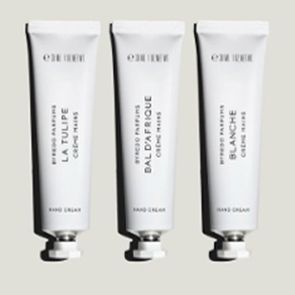 BYREDO PARFUMS
LA TULIPE
CRÈME MAINS
HAND CREAM
BYREDO PARFUMS
BAL D'AFRIQUE
CRÈME MAINS
HAND CREAM
BYREDO PARFUMS
BLANCHE
CRÈME MAINS
HAND CREAM